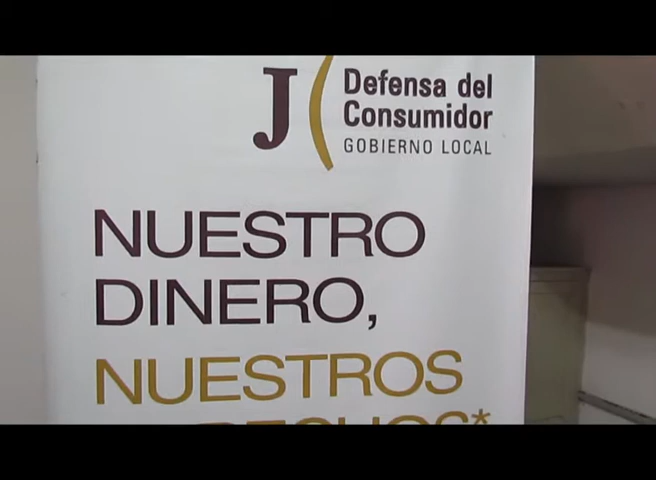 J
Defensa del
Consumidor
GOBIERNO LOCAL
NUESTRO
DINERO,
NUESTROS